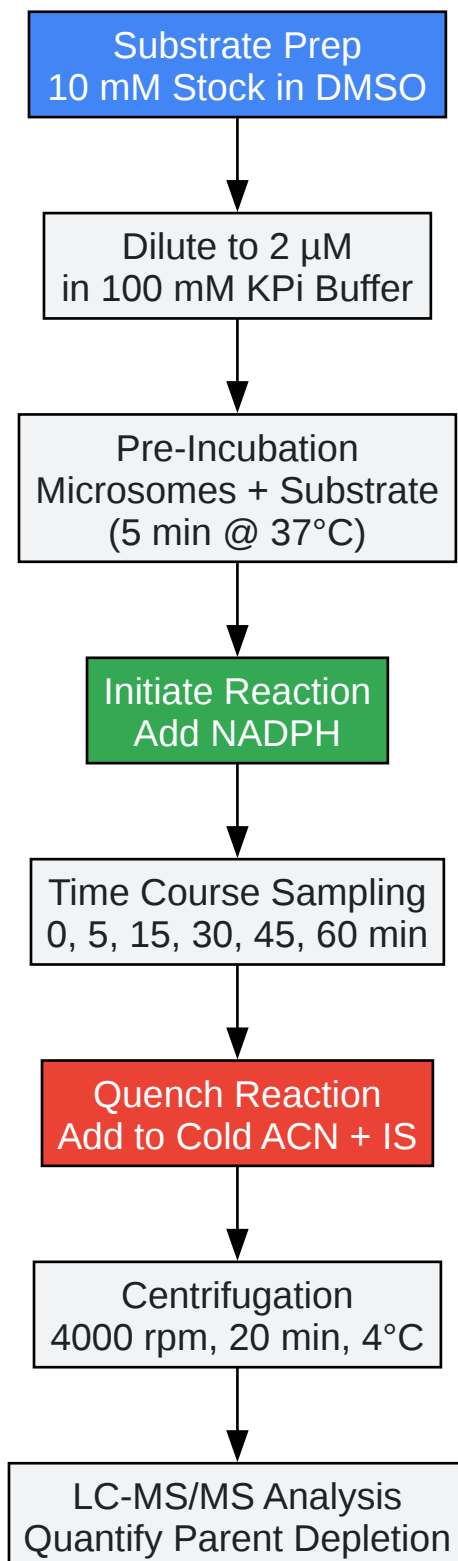 Substrate Prep
10 mM Stock in DMSO
Dilute to 2 µM
in 100 mM KPi Buffer
Pre-Incubation
Microsomes + Substrate
(5 min @ 37°C)
Initiate Reaction
Add NADPH
Time Course Sampling
0, 5, 15, 30, 45, 60 min
Quench Reaction
Add to Cold ACN + IS
Centrifugation
4000 rpm, 20 min, 4°C
LC-MS/MS Analysis
Quantify Parent Depletion